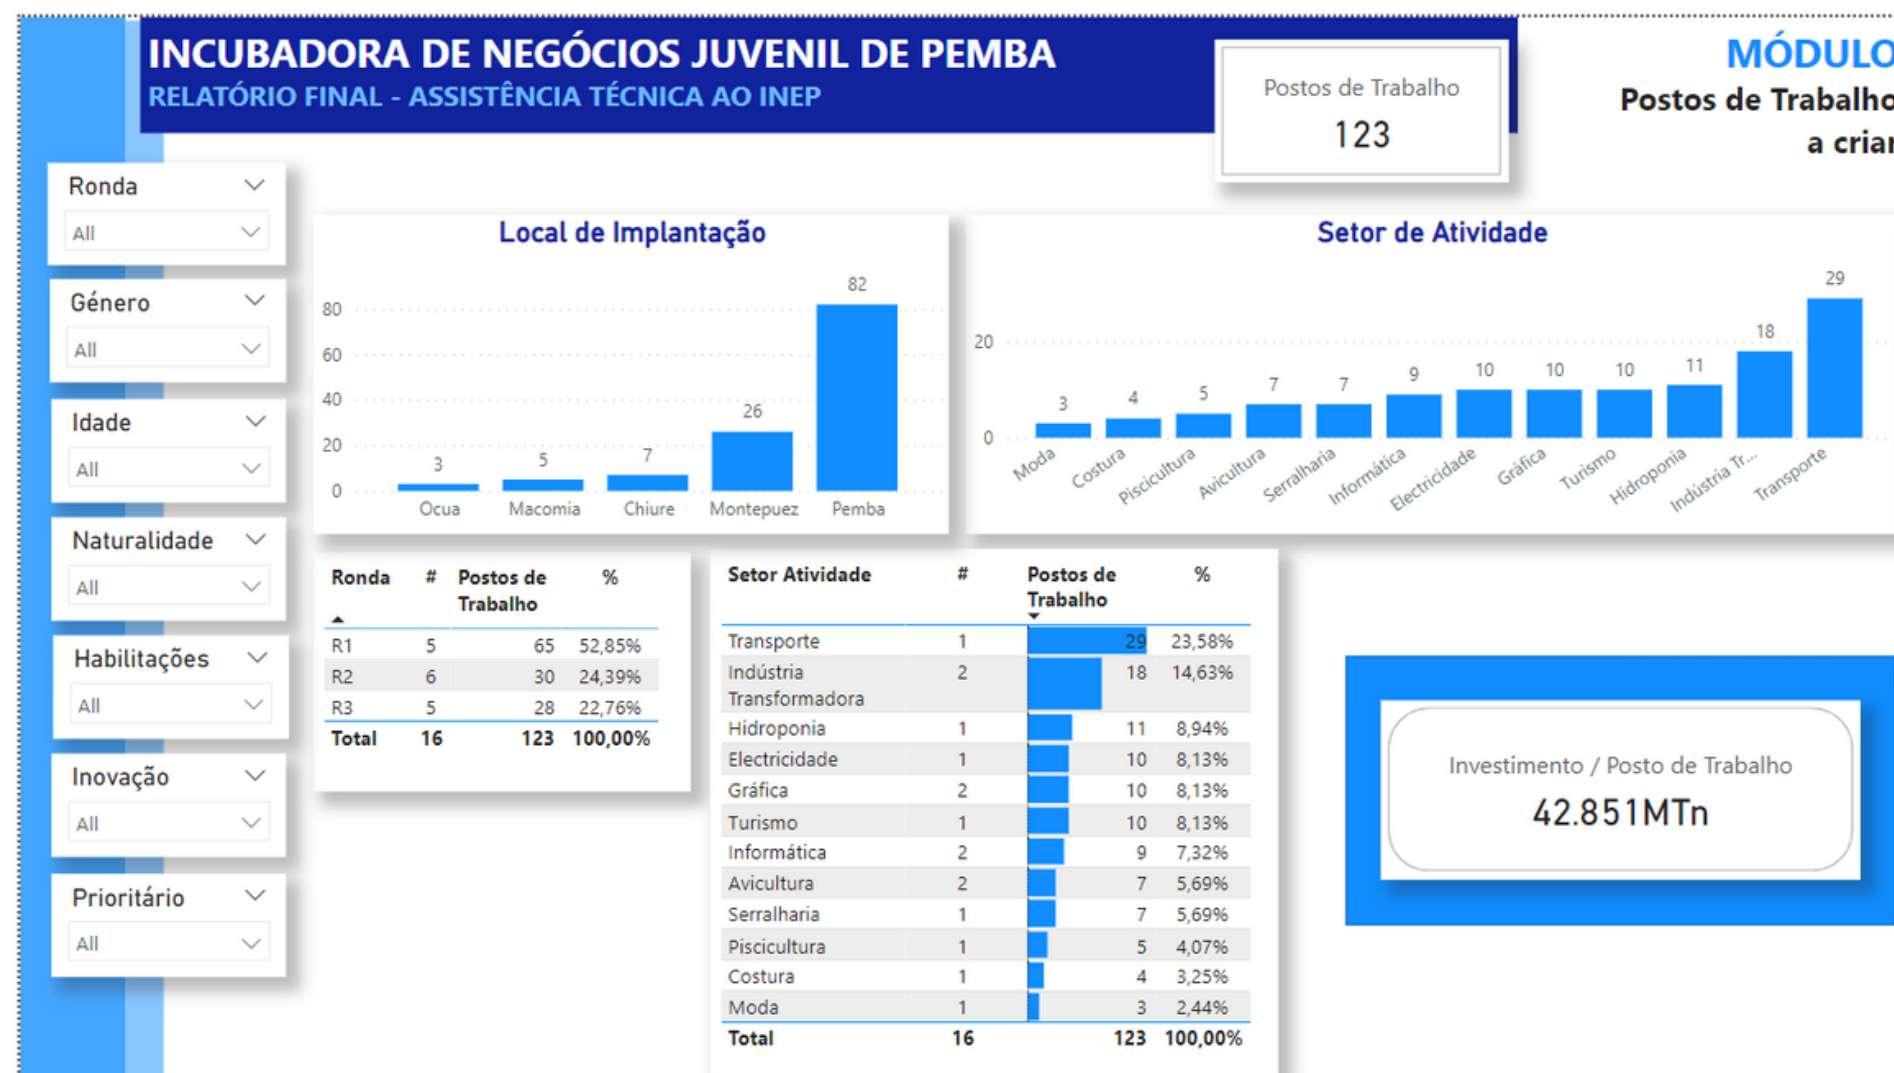 INCUBADORA DE NEGÓCIOS JUVENIL DE PEMBA
RELATÓRIO FINAL - ASSISTÊNCIA TÉCNICA AO INEP
Postos de Trabalho
123
MÓDULO
Postos de Trabalho
a criar
Ronda
All
Género
All
Idade
All
Naturalidade
All
Habilitações
All
Inovação
All
Prioritário
All
Local de Implantação
80
60
40
20
0
3
5
7
26
82
Ocua
Macomia
Chiure
Montepuez
Pemba
Setor de Atividade
20
0
3
4
5
7
7
9
10
10
10
11
18
29
Moda
Costura
Piscicultura
Avicultura
Serralharia
Informática
Electricidade
Gráfica
Turismo
Hidroponia
Indústria Tr...
Transporte
Ronda # Postos de Trabalho %
R1 5 65 52,85%
R2 6 30 24,39%
R3 5 28 22,76%
Total 16 123 100,00%
Setor Atividade # Postos de Trabalho %
Transporte 1 29 23,58%
Indústria Transformadora 2 18 14,63%
Hidroponia 1 11 8,94%
Electricidade 1 10 8,13%
Gráfica 2 10 8,13%
Turismo 1 10 8,13%
Informática 2 9 7,32%
Avicultura 2 7 5,69%
Serralharia 1 7 5,69%
Piscicultura 1 5 4,07%
Costura 1 4 3,25%
Moda 1 3 2,44%
Total 16 123 100,00%
Investimento / Posto de Trabalho
42.851MTn